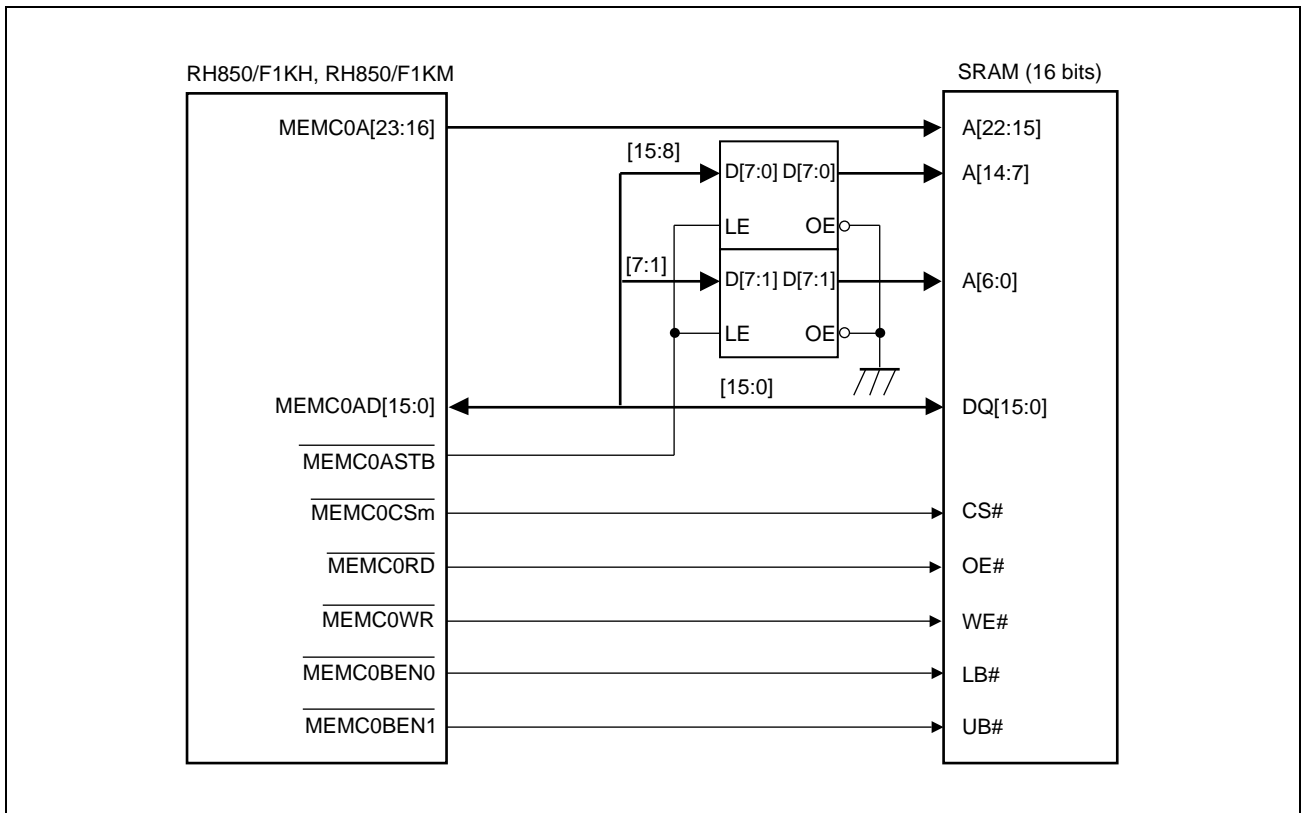 RH850/F1KH, RH850/F1KM
SRAM (16 bits)
MEMC0A[23:16]
A[22:15]
[15:8]
D[7:0] D[7:0]
A[14:7]
LE OE
[7:1]
D[7:1] D[7:1]
A[6:0]
LE OE
[15:0]
MEMC0AD[15:0]
DQ[15:0]
MEMC0ASTB
MEMC0CSm
CS#
MEMC0RD
OE#
MEMC0WR
WE#
MEMC0BEN0
LB#
MEMC0BEN1
UB#